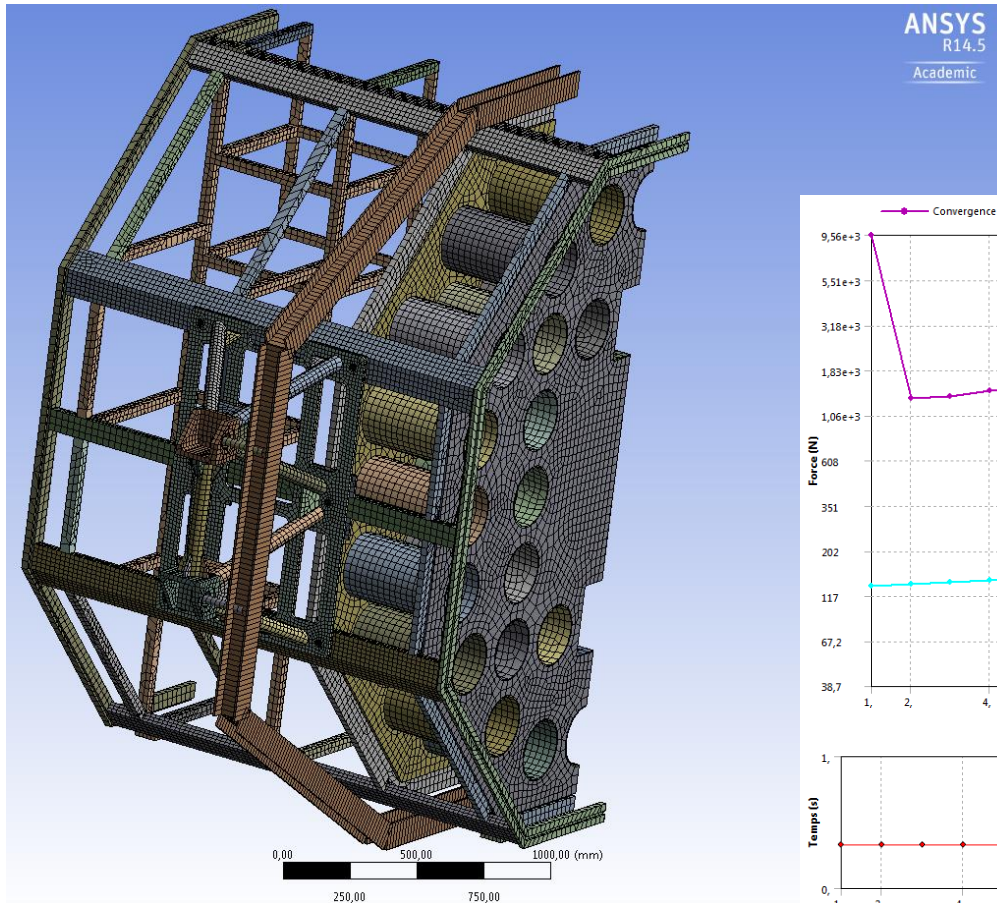 ANSYS
R14.5
Academic
Convergence
9,56e+3
5,51e+3
3,18e+3
1,83e+3
1,06e+3
608
351
202
117
67,2
38,7
Force (N)
1, 2, 4,
1,
0,
Temps (s)
0,00 500,00 1000,00 (mm)
250,00 750,00